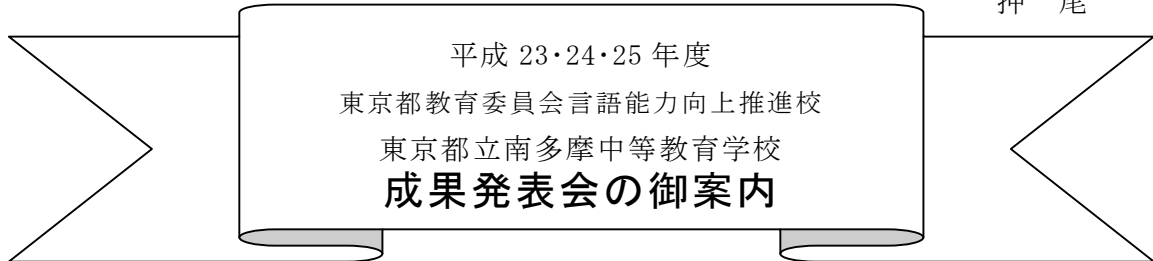 押尾
平成 23・24・25 年度
東京都教育委員会言語能力向上推進校
東京都立南多摩中等教育学校
成果発表会の御案内